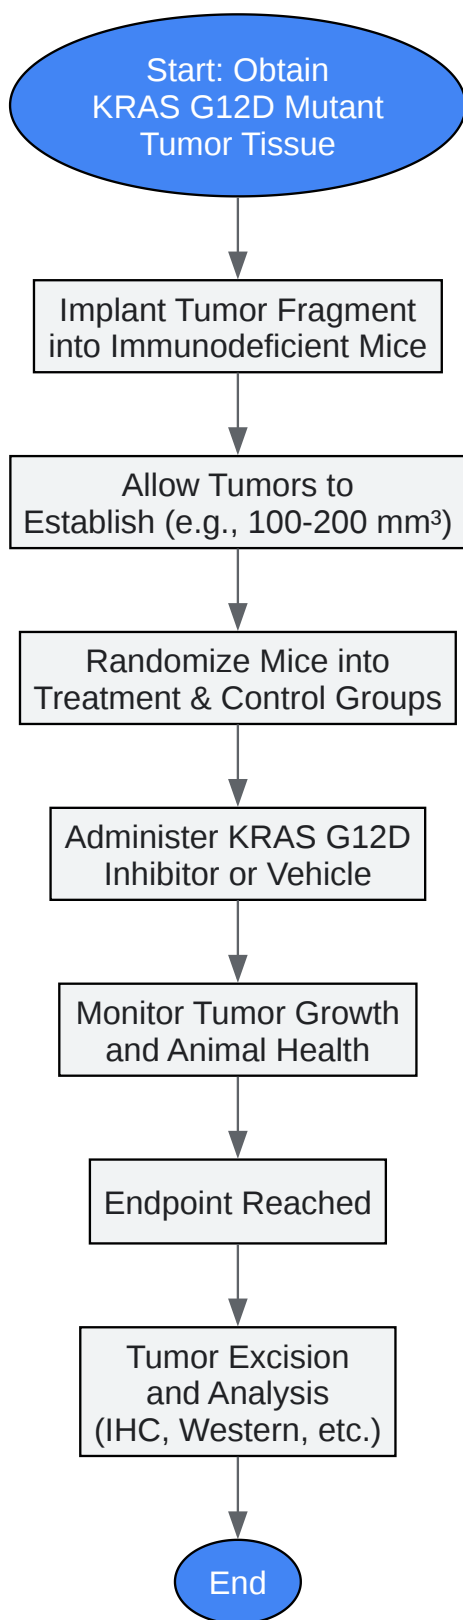 Start: Obtain
KRAS G12D Mutant
Tumor Tissue
Implant Tumor Fragment
into Immunodeficient Mice
Allow Tumors to
Establish (e.g., 100-200 mm³)
Randomize Mice into
Treatment & Control Groups
Administer KRAS G12D
Inhibitor or Vehicle
Monitor Tumor Growth
and Animal Health
Endpoint Reached
Tumor Excision
and Analysis
(IHC, Western, etc.)
End